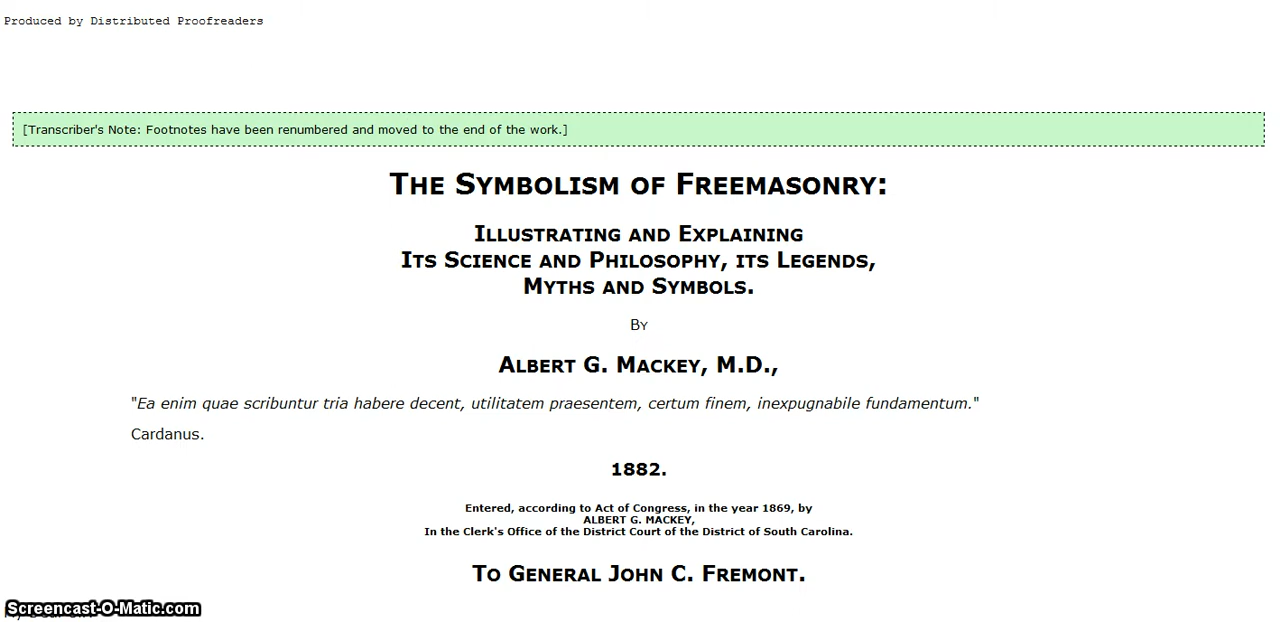 Produced by Distributed Proofreaders
[Transcriber's Note: Footnotes have been renumbered and moved to the end of the work.]
The Symbolism of Freemasonry:
Illustrating and Explaining
Its Science and Philosophy, its Legends,
Myths and Symbols.
By
Albert G. Mackey, M.D.,
"Ea enim quae scribuntur tria habere decent, utilitatem praesentem, certum finem, inexpugnabile fundamentum."
Cardanus.
1882.
Entered, according to Act of Congress, in the year 1869, by
ALBERT G. MACKEY,
In the Clerk's Office of the District Court of the District of South Carolina.
To General John C. Fremont.
Screencast-O-Matic.com